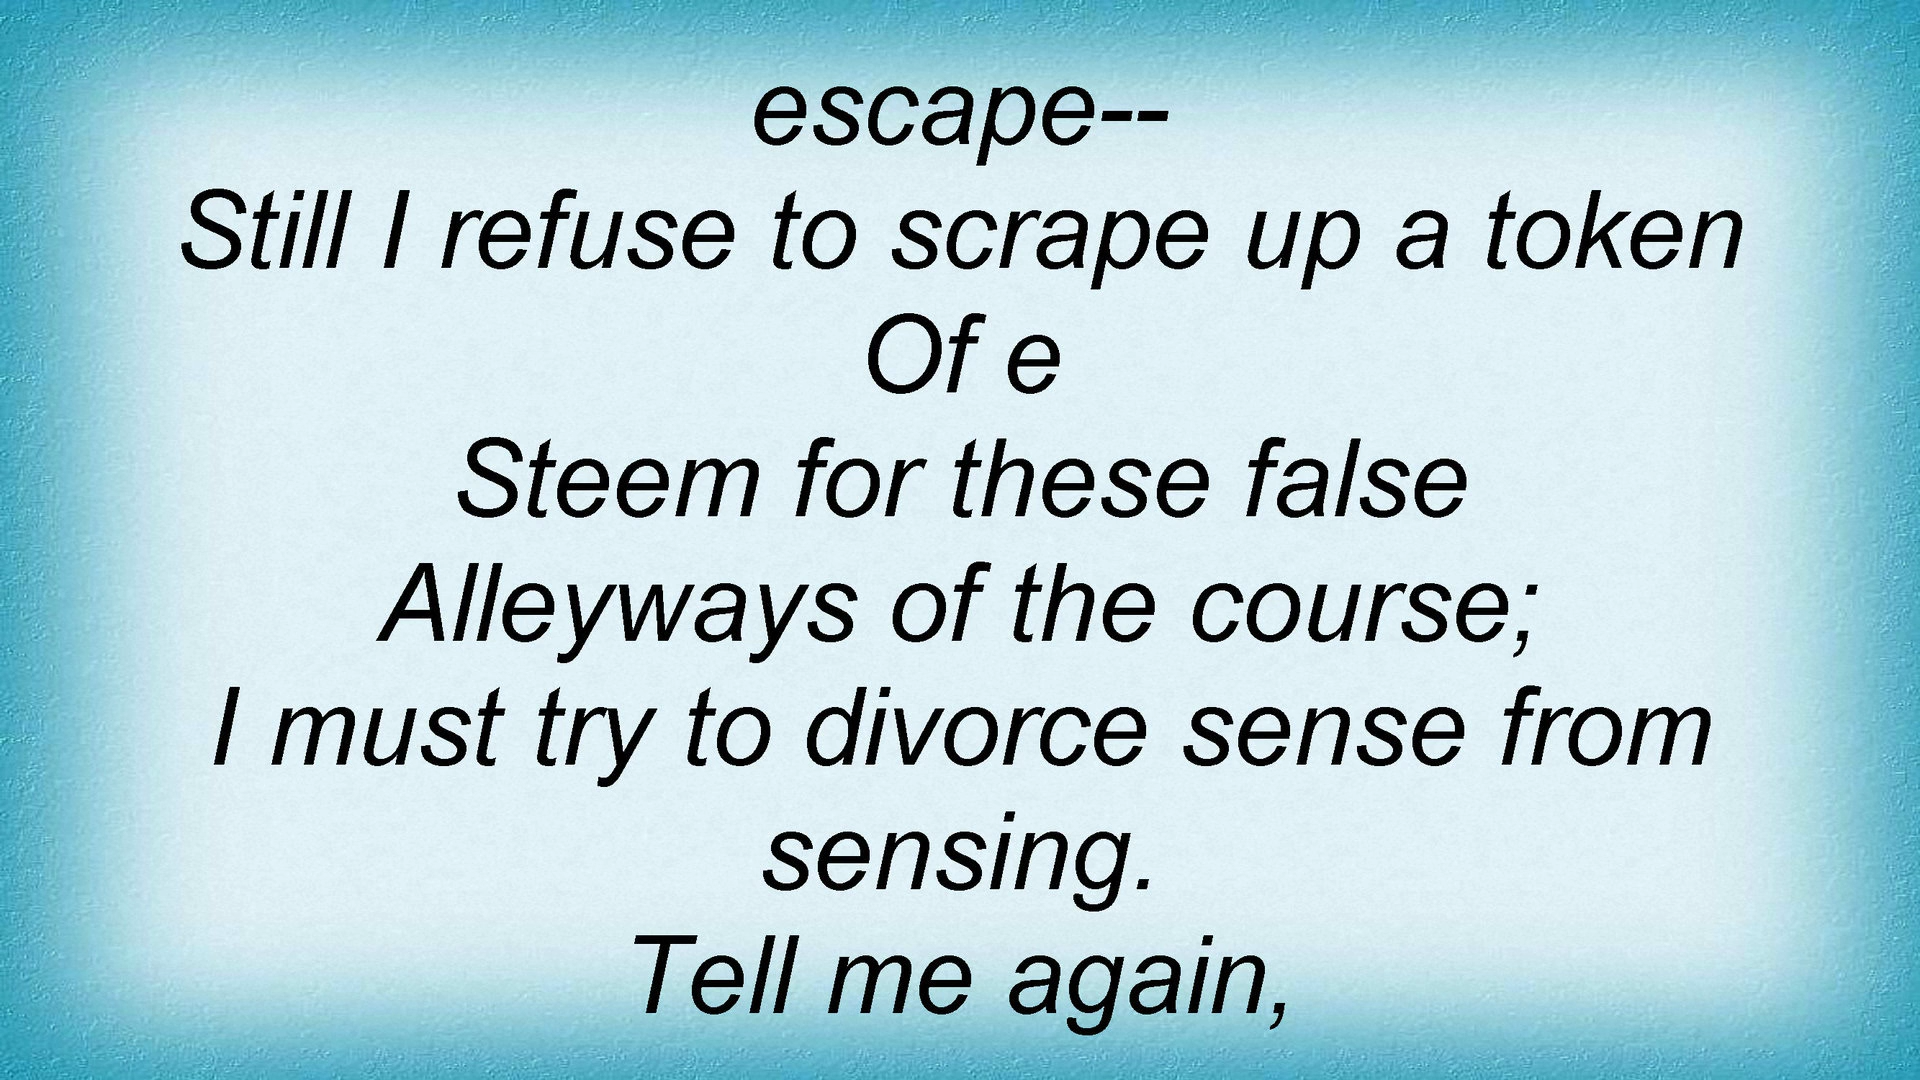 escape--
Still I refuse to scrape up a token
Of e
Steem for these false
Alleyways of the course;
I must try to divorce sense from
sensing.
Tell me again,